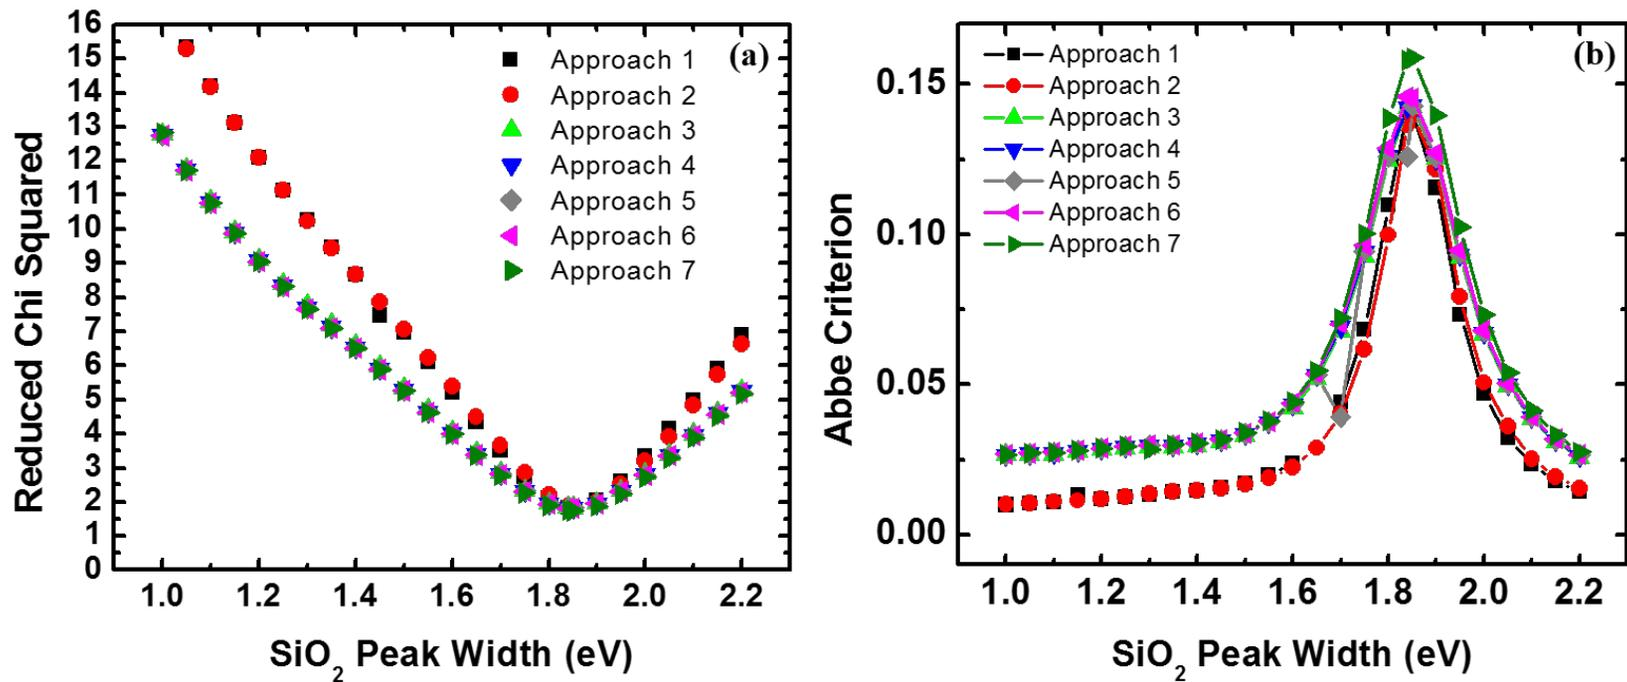 16
15
14
13
12
11
10
9
8
7
6
5
4
3
2
1
0
Reduced Chi Squared
Approach 1
Approach 2
Approach 3
Approach 4
Approach 5
Approach 6
Approach 7
(a)
1.0 1.2 1.4 1.6 1.8 2.0 2.2
SiO₂ Peak Width (eV)
0.15
0.10
0.05
0.00
Abbe Criterion
Approach 1
Approach 2
Approach 3
Approach 4
Approach 5
Approach 6
Approach 7
(b)
1.0 1.2 1.4 1.6 1.8 2.0 2.2
SiO₂ Peak Width (eV)